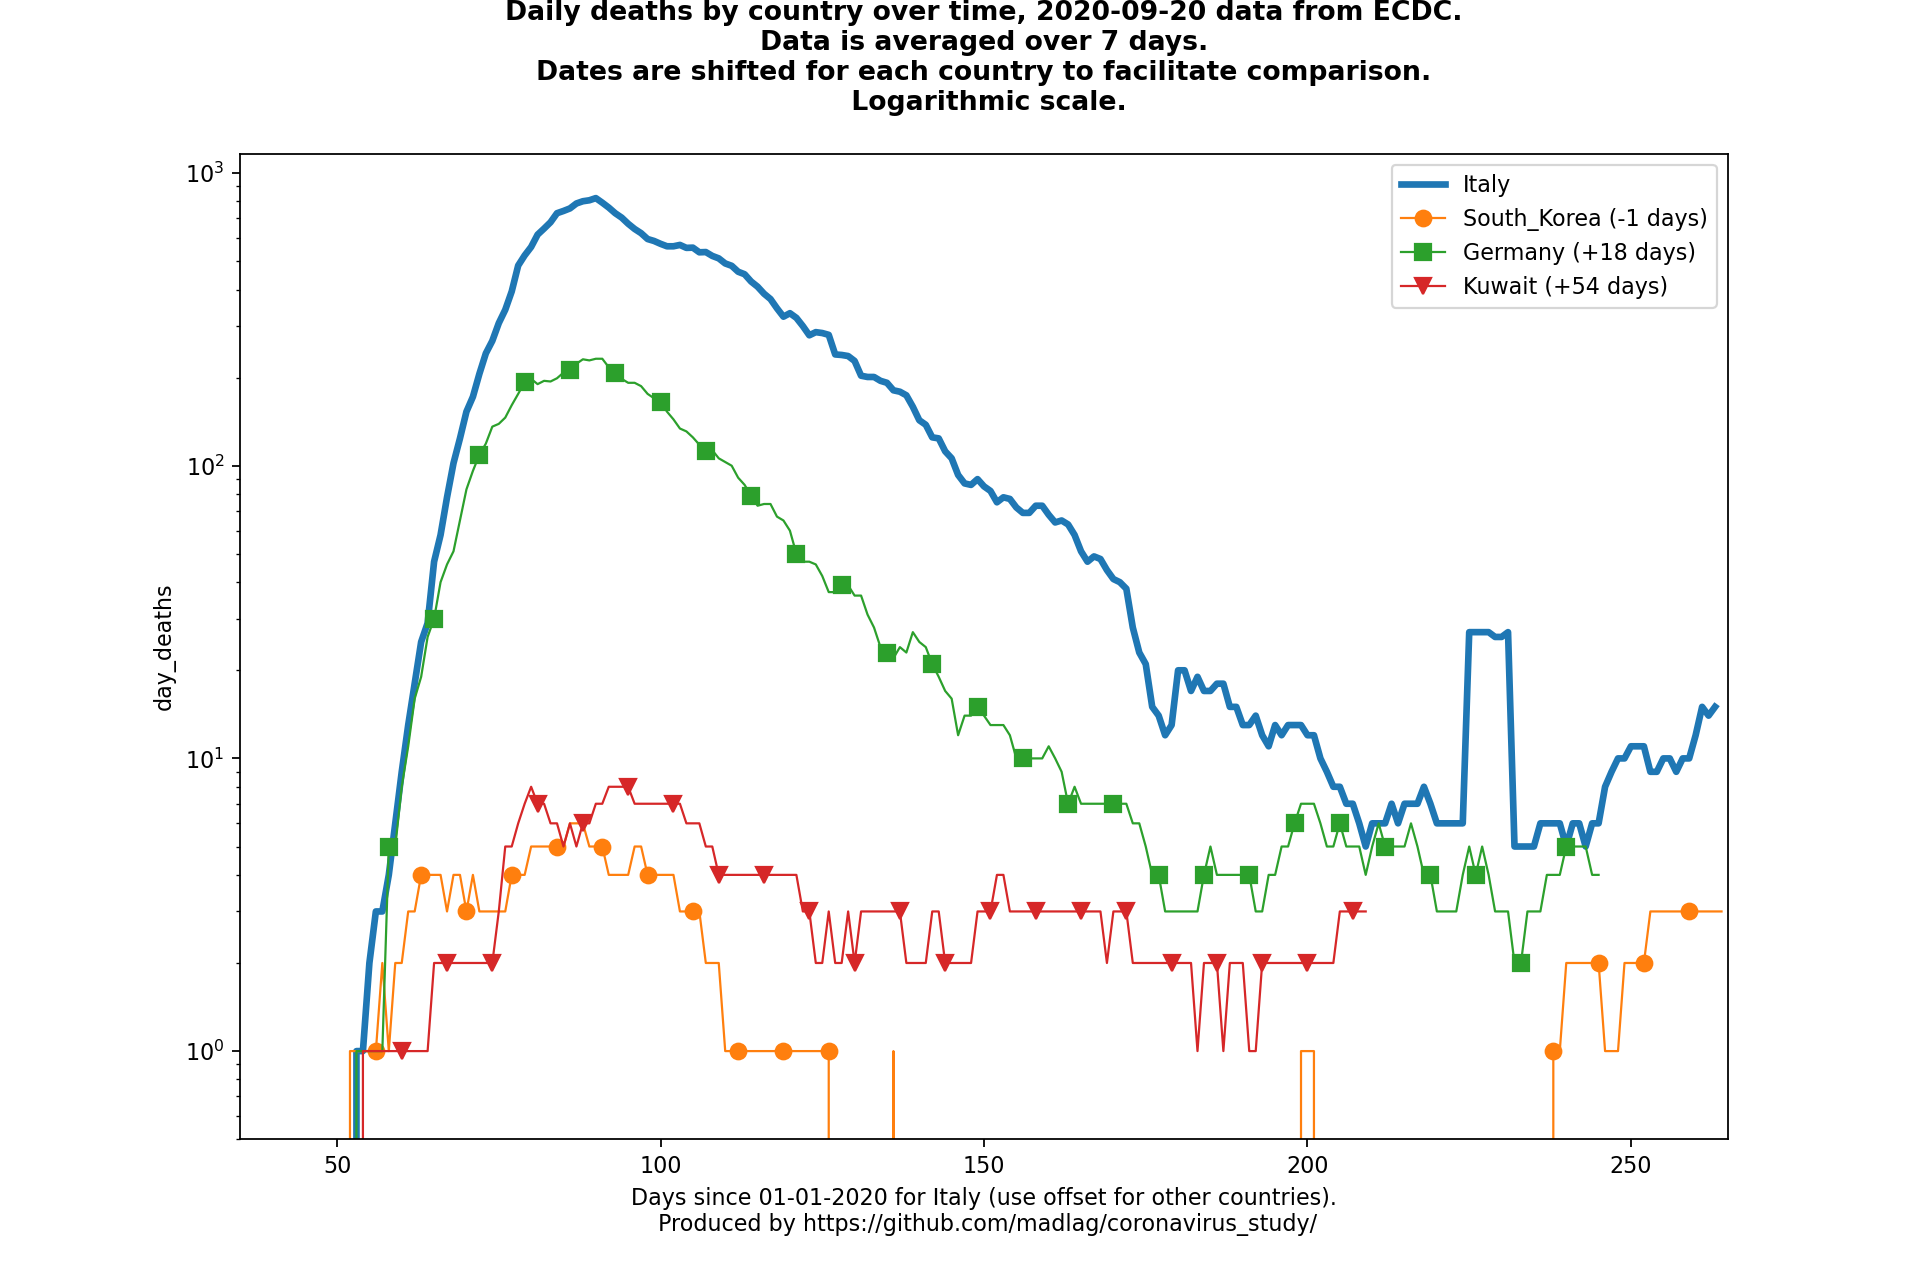 Daily deaths by country over time, 2020-09-20 data from ECDC.
Data is averaged over 7 days.
Dates are shifted for each country to facilitate comparison.
Logarithmic scale.
Italy
South_Korea (-1 days)
Germany (+18 days)
Kuwait (+54 days)
day_deaths
10³
10²
10¹
10⁰
50 100 150 200 250
Days since 01-01-2020 for Italy (use offset for other countries).
Produced by https://github.com/madlag/coronavirus_study/